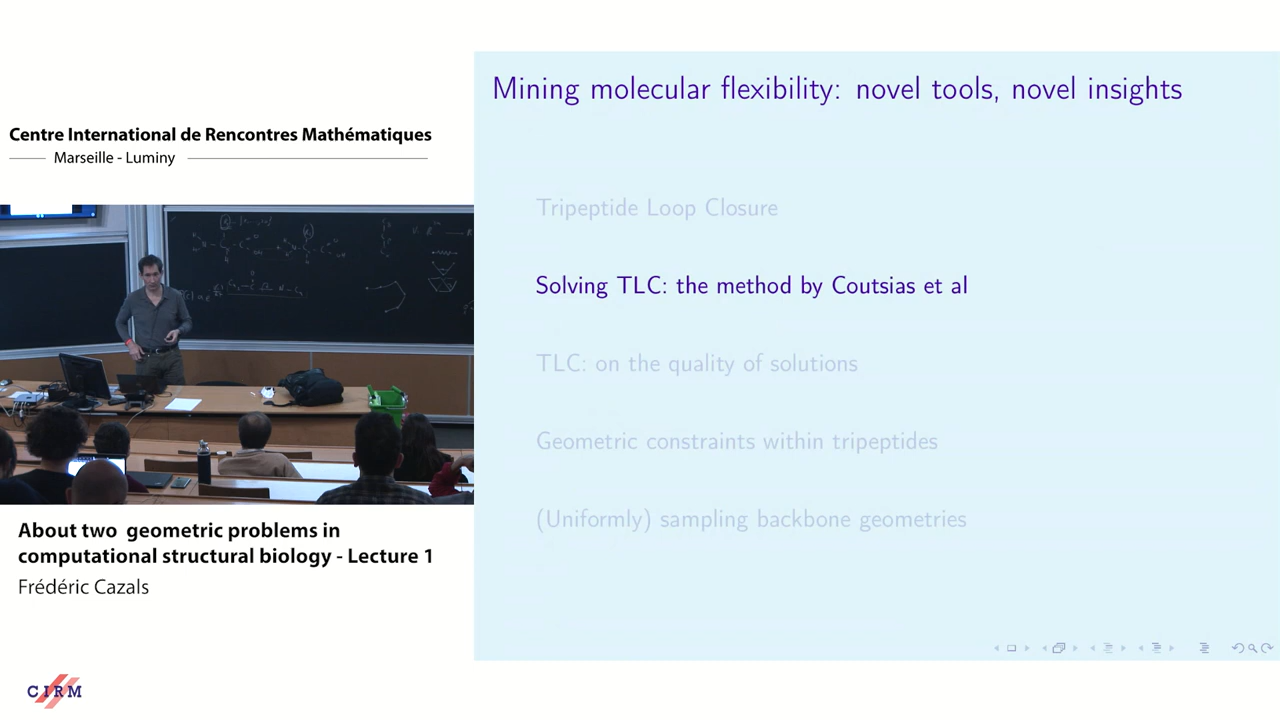 Centre International de Rencontres Mathématiques
Marseille - Luminy
About two geometric problems in
computational structural biology - Lecture 1
Frédéric Cazals
CIRM
Mining molecular flexibility: novel tools, novel insights
Tripeptide Loop Closure
Solving TLC: the method by Coutsias et al
TLC: on the quality of solutions
Geometric constraints within tripeptides
(Uniformly) sampling backbone geometries